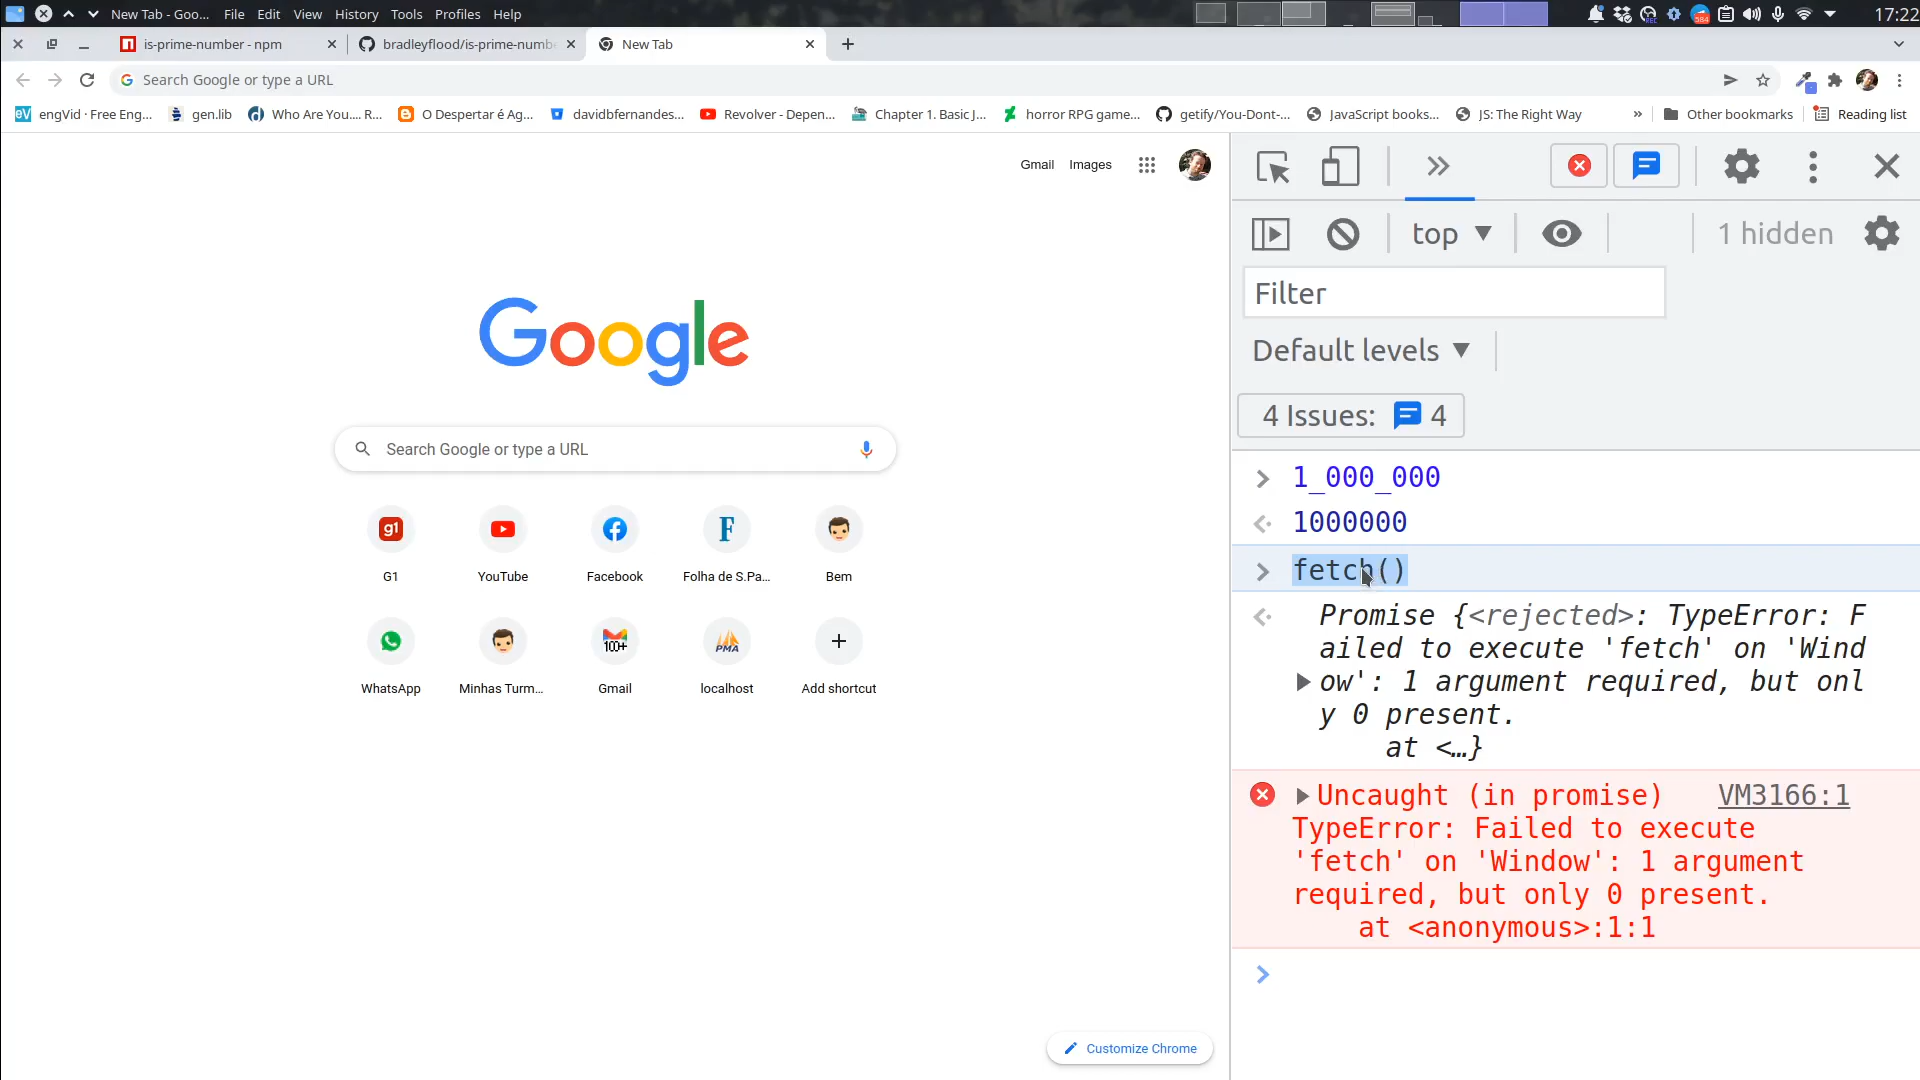 New Tab - Goo... File Edit View History Tools Profiles Help
584
17:22
is-prime-number - npm
bradleyflood/is-prime-numb
New Tab
Search Google or type a URL
eV engVid · Free Eng...
gen.lib
Who Are You.... R...
O Despertar é Ag...
davidbfernandes...
Revolver - Depen...
Chapter 1. Basic J...
horror RPG game...
getify/You-Dont-...
JavaScript books...
JS: The Right Way
»
Other bookmarks
Reading list
Gmail Images
Google
Search Google or type a URL
g1
F
G1
YouTube
Facebook
Folha de S.Pa...
Bem
100+
PMA
WhatsApp
Minhas Turm...
Gmail
localhost
Add shortcut
Customize Chrome
top ▼
1 hidden
Filter
Default levels ▼
4 Issues: 4
> 1_000_000
1000000
> fetch()
Promise {<rejected>: TypeError: F
ailed to execute 'fetch' on 'Wind
ow': 1 argument required, but onl
y 0 present.
at <…}
Uncaught (in promise) VM3166:1
TypeError: Failed to execute
'fetch' on 'Window': 1 argument
required, but only 0 present.
at <anonymous>:1:1
>